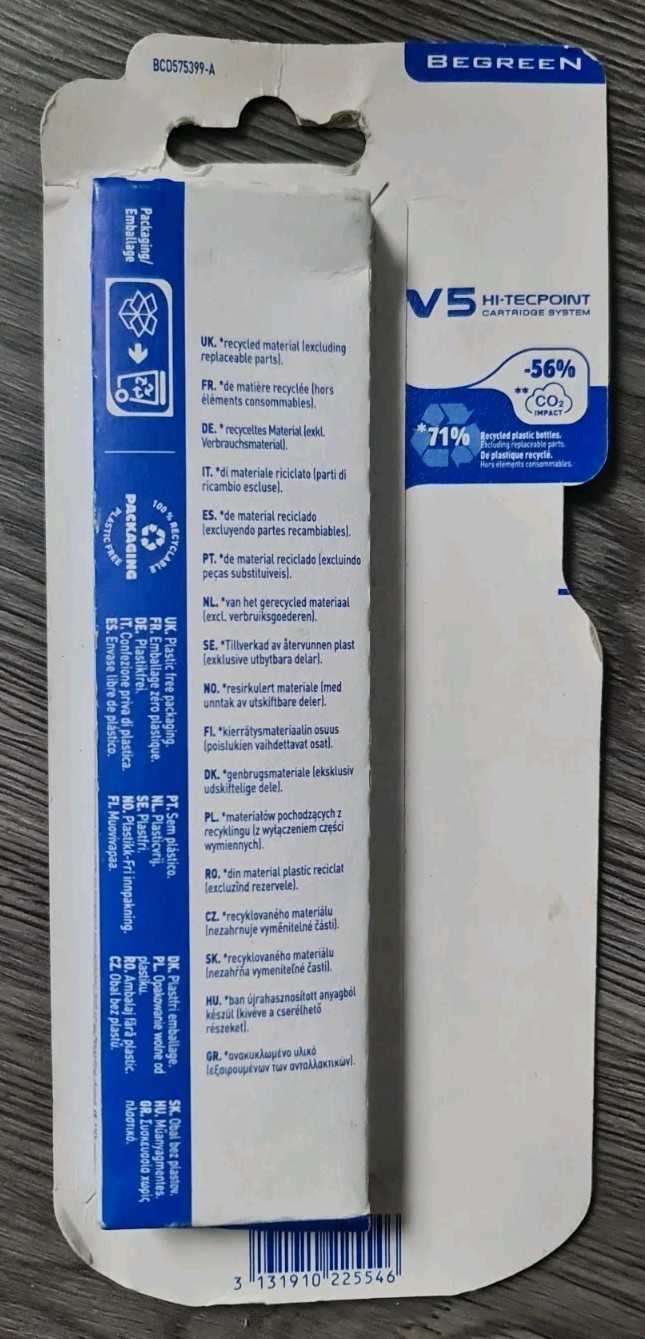 BCD575399-A
BEGREEN
V5 HI-TECPOINT
CARTRIDGE SYSTEM
-56%
**
CO₂
IMPACT
*71%
Recycled plastic bottles.
Excluding replaceable parts.
De plastique recyclé.
Hors éléments consommables.
Packaging/
Emballage
100% RECYCLABLE
PACKAGING
PLASTIC FREE
UK. Plastic free packaging.
FR. Emballage zéro plastique.
DE. Plastikfrei.
IT. Confezione priva di plastica.
ES. Envase libre de plástico.
PT. Sem plástico.
NL. Plasticvrij.
SE. Plastfri.
NO. Plastikk-Fri innpakning.
FI. Muovivapaa.
DK. Plastfri emballage.
PL. Opakowanie wolne od
plastiku.
RO. Ambalaj fără plastic.
CZ. Obal bez plastů.
SK. Obal bez plastov.
HU. Műanyagmentes.
GR. Συσκευασία χωρίς
πλαστικό.
UK. *recycled material (excluding
replaceable parts).
FR. *de matière recyclée (hors
éléments consommables).
DE. *recyceltes Material (exkl.
Verbrauchsmaterial).
IT. *di materiale riciclato (parti di
ricambio escluse).
ES. *de material reciclado
(excluyendo partes recambiables).
PT. *de material reciclado (excluindo
peças substituíveis).
NL. *van het gerecycled materiaal
(excl. verbruiksgoederen).
SE. *Tillverkad av återvunnen plast
(exklusive utbytbara delar).
NO. *resirkulert materiale (med
unntak av utskiftbare deler).
FI. *kierrätysmateriaalin osuus
(poislukien vaihdettavat osat).
DK. *genbrugsmateriale (eksklusiv
udskiftelige dele).
PL. *materiałów pochodzących z
recyklingu (z wyłączeniem części
wymiennych).
RO. *din material plastic reciclat
(excluzînd rezervele).
CZ. *recyklovaného materiálu
(nezahrnuje vyměnitelné části).
SK. *recyklovaného materiálu
(nezahŕňa vymeniteľné časti).
HU. *ban újrahasznosított anyagból
készül (kivéve a cserélhető
részeket).
GR. *ανακυκλωμένο υλικό
(εξαιρουμένων των ανταλλακτικών).
3 131910 225546